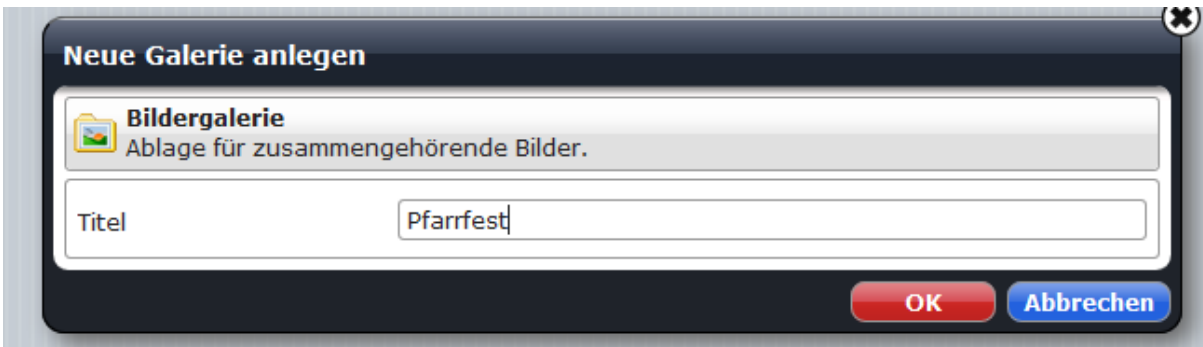 Neue Galerie anlegen
Bildergalerie
Ablage für zusammengehörende Bilder.
Titel Pfarrfest
OK Abbrechen